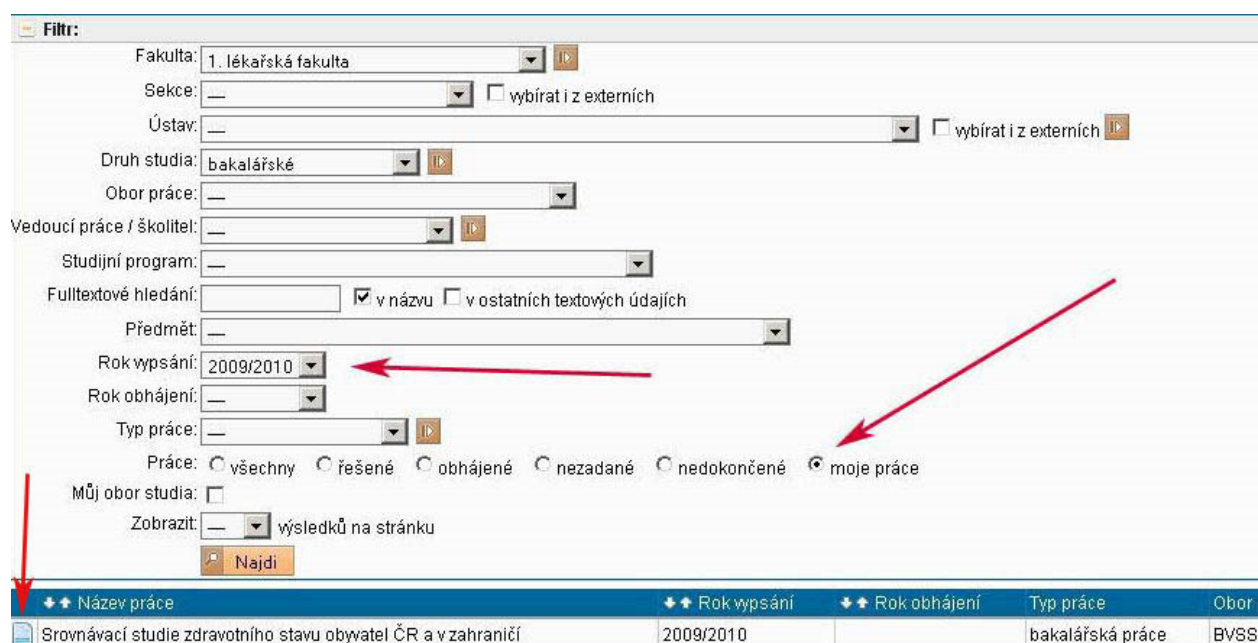 Filtr:
Fakulta: 1. lékařská fakulta
Sekce: — vybírat i z externích
Ústav: — vybírat i z externích
Druh studia: bakalářské
Obor práce: —
Vedoucí práce / školitel: —
Studijní program: —
Fulltextové hledání: v názvu v ostatních textových údajích
Předmět: —
Rok vypsání: 2009/2010
Rok obhájení: —
Typ práce: —
Práce: všechny řešené obhájené nezadané nedokončené moje práce
Můj obor studia:
Zobrazit: — výsledků na stránku
Najdi
Název práce Rok vypsání Rok obhájení Typ práce Obor
Srovnávací studie zdravotního stavu obyvatel ČR a v zahraničí 2009/2010 bakalářská práce BVSS